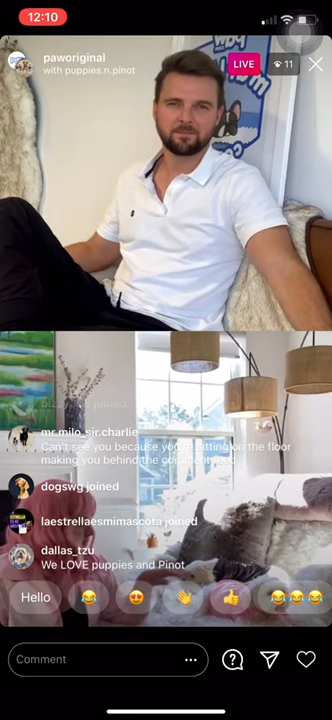 12:10
paworiginal
with puppies.n.pinot
LIVE
11
joined
mr.milo_sir.charlie
Can't see you because you're sitting on the floor
making you behind the
dogswg joined
laestrellaesmimascota joined
dallas_tzu
We LOVE puppies and Pinot
Hello
Comment